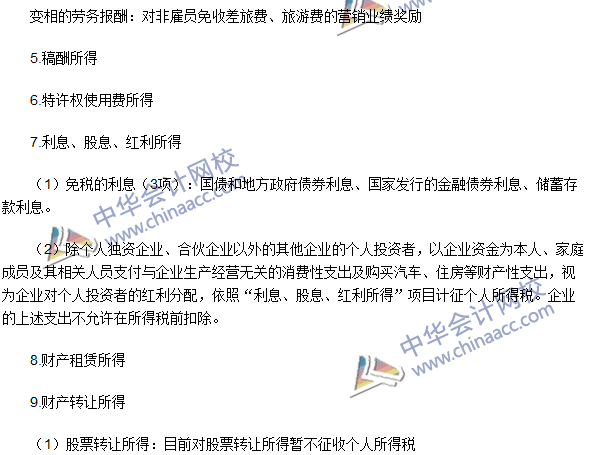 变相的劳务报酬：对非雇员免收差旅费、旅游费的营销业绩奖励
5.稿酬所得
6.特许权使用费所得
7.利息、股息、红利所得
（1）免税的利息（3项）：国债和地方政府债券利息、国家发行的金融债券利息、储蓄存
款利息。
（2）除个人独资企业、合伙企业以外的其他企业的个人投资者，以企业资金为本人、家庭
成员及其相关人员支付与企业生产经营无关的消费性支出及购买汽车、住房等财产性支出，视
为企业对个人投资者的红利分配，依照“利息、股息、红利所得”项目计征个人所得税。企业
的上述支出不允许在所得税前扣除。
8.财产租赁所得
9.财产转让所得
（1）股票转让所得：目前对股票转让所得暂不征收个人所得税
中华会计网校
www.chinaacc.com
中华会计网校
www.chinaacc.com